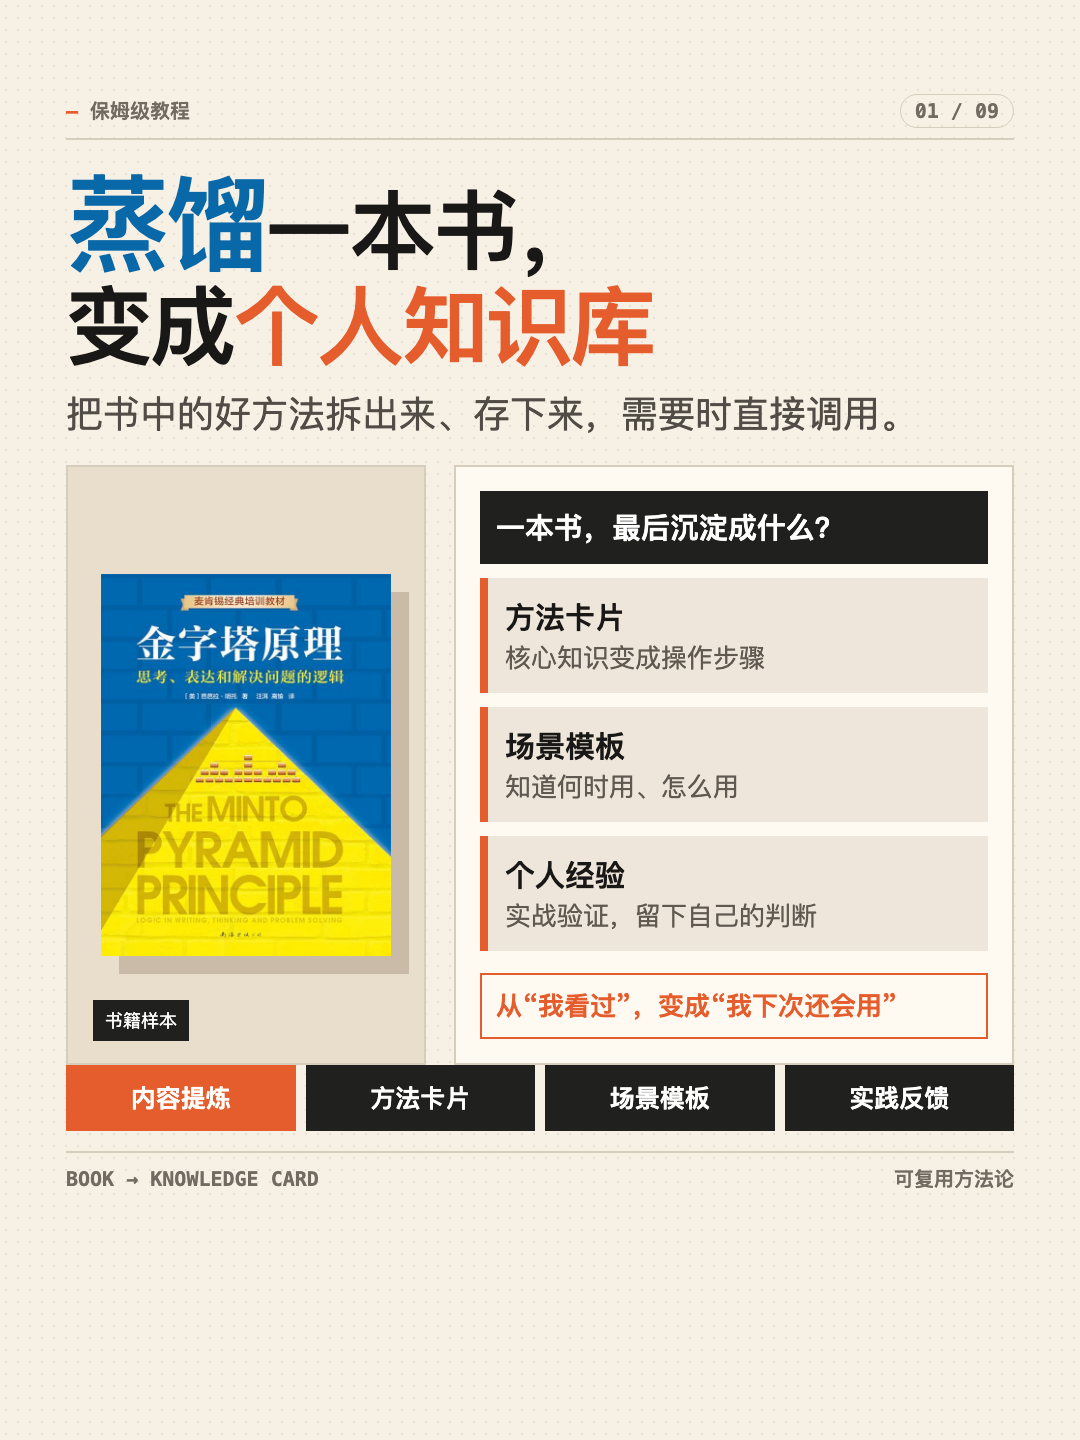 — 保姆级教程
01 / 09
蒸馏一本书，
变成个人知识库
把书中的好方法拆出来、存下来，需要时直接调用。
麦肯锡经典培训教材
金字塔原理
思考、表达和解决问题的逻辑
THE MINTO
PYRAMID
PRINCIPLE
LOGIC IN WRITING, THINKING AND PROBLEM SOLVING
书籍样本
一本书，最后沉淀成什么？
方法卡片
核心知识变成操作步骤
场景模板
知道何时用、怎么用
个人经验
实战验证，留下自己的判断
从“我看过”，变成“我下次还会用”
内容提炼
方法卡片
场景模板
实践反馈
BOOK → KNOWLEDGE CARD
可复用方法论